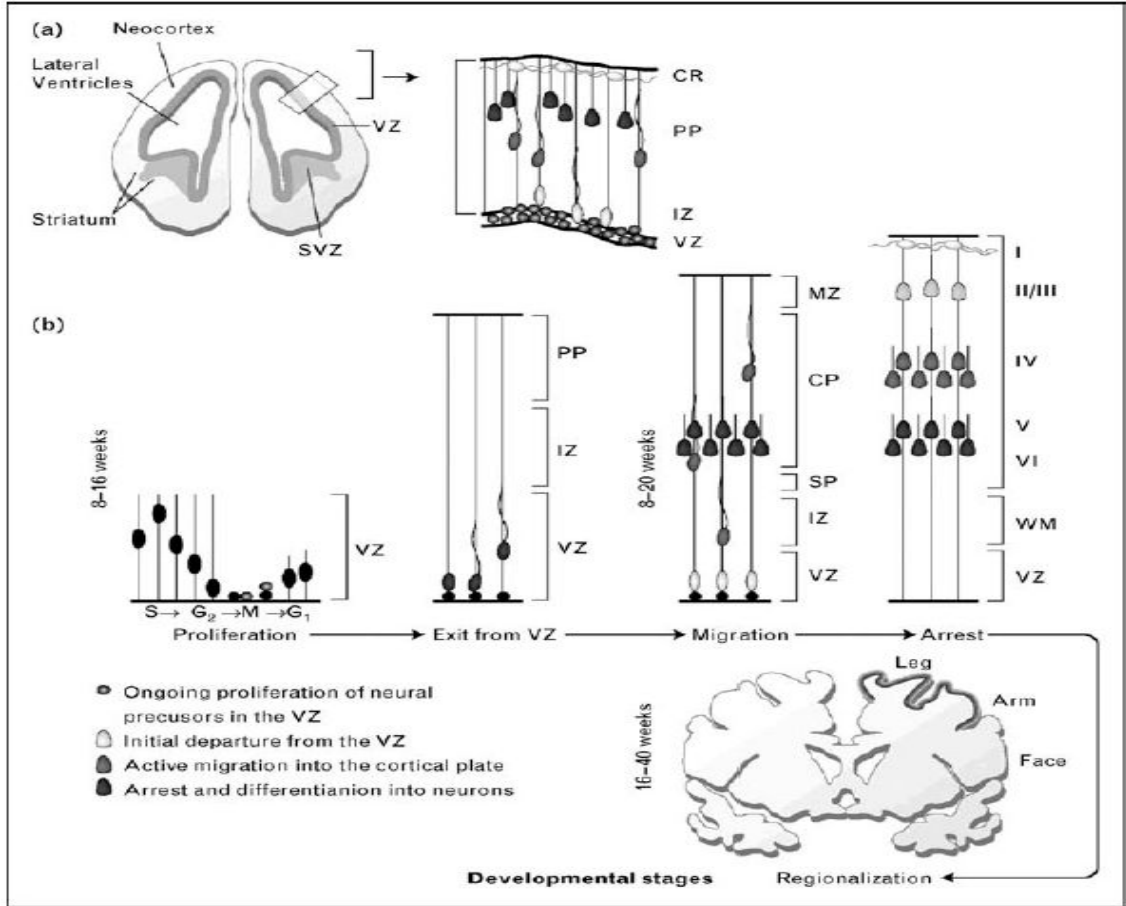 (a)
Neocortex
Lateral
Ventricles
VZ
Striatum
SVZ
CR
PP
IZ
VZ
(b)
8–16 weeks
VZ
S→ G₂→M →G₁
Proliferation
PP
IZ
VZ
Exit from VZ
8–20 weeks
MZ
CP
SP
IZ
VZ
Migration
I
II/III
IV
V
VI
WM
VZ
Arrest
Ongoing proliferation of neural
precusors in the VZ
Initial departure from the VZ
Active migration into the cortical plate
Arrest and differentianion into neurons
16–40 weeks
Leg
Arm
Face
Developmental stages
Regionalization